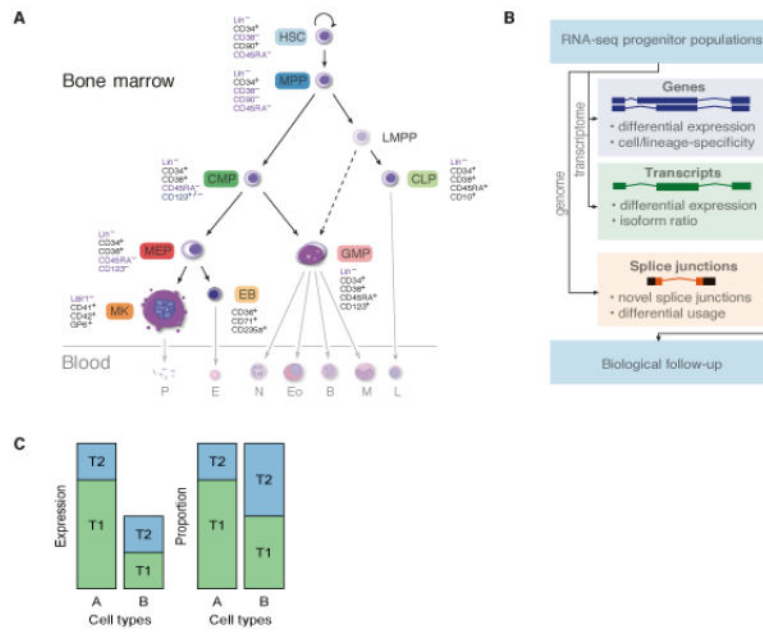 A
Bone marrow
Lin⁻
CD34⁺
CD38⁻
CD90⁺
CD45RA⁻
HSC
Lin⁻
CD34⁺
CD38⁻
CD90⁻
CD45RA⁻
MPP
LMPP
Lin⁻
CD34⁺
CD38⁺
CD45RA⁻
CD123⁺/⁻
CMP
CLP
Lin⁻
CD34⁺
CD38⁺
CD45RA⁺
CD10⁺
Lin⁻
CD34⁺
CD38⁺
CD45RA⁻
CD123⁻
MEP
GMP
Lin⁻
CD34⁺
CD38⁺
CD45RA⁺
CD123⁺
CD41⁺
CD42⁺
GP6⁺
MK
EB
CD36⁺
CD71⁺
CD235a⁺
Blood
P E N Eo B M L
B
RNA-seq progenitor populations
genome
transcriptome
Genes
• differential expression
• cell/lineage-specificity
Transcripts
• differential expression
• isoform ratio
Splice junctions
• novel splice junctions
• differential usage
Biological follow-up
C
Expression
T2
T1
T2
T1
A B
Cell types
Proportion
T2
T1
T2
T1
A B
Cell types